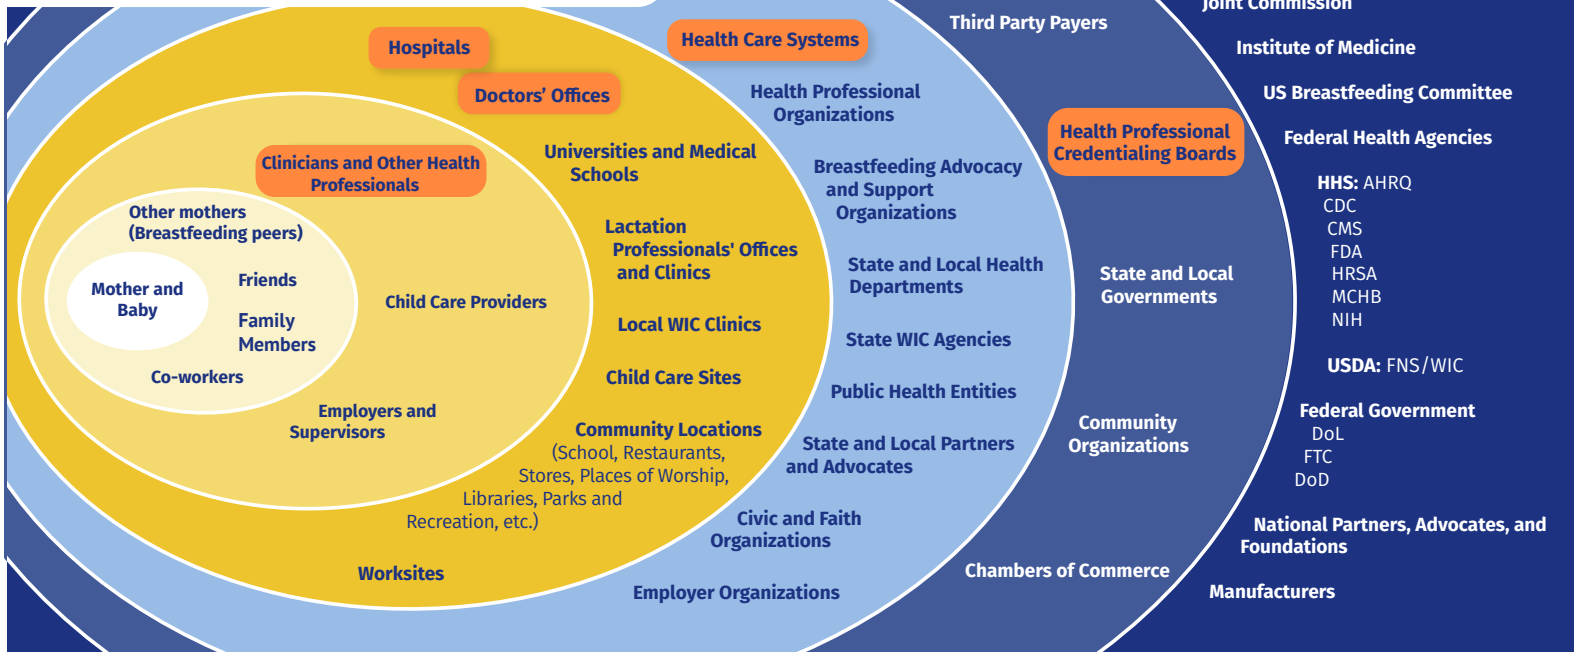 Mother and
Baby
Other mothers
(Breastfeeding peers)
Friends
Family
Members
Co-workers
Clinicians and Other Health
Professionals
Child Care Providers
Employers and
Supervisors
Hospitals
Doctors’ Offices
Universities and Medical
Schools
Lactation
Professionals' Offices
and Clinics
Local WIC Clinics
Child Care Sites
Community Locations
(School, Restaurants,
Stores, Places of Worship,
Libraries, Parks and
Recreation, etc.)
Worksites
Health Care Systems
Health Professional
Organizations
Breastfeeding Advocacy
and Support
Organizations
State and Local Health
Departments
State WIC Agencies
Public Health Entities
State and Local Partners
and Advocates
Civic and Faith
Organizations
Employer Organizations
Third Party Payers
Health Professional
Credentialing Boards
State and Local
Governments
Community
Organizations
Chambers of Commerce
Joint Commission
Institute of Medicine
US Breastfeeding Committee
Federal Health Agencies
HHS: AHRQ
CDC
CMS
FDA
HRSA
MCHB
NIH
USDA: FNS/WIC
Federal Government
DoL
FTC
DoD
National Partners, Advocates, and
Foundations
Manufacturers